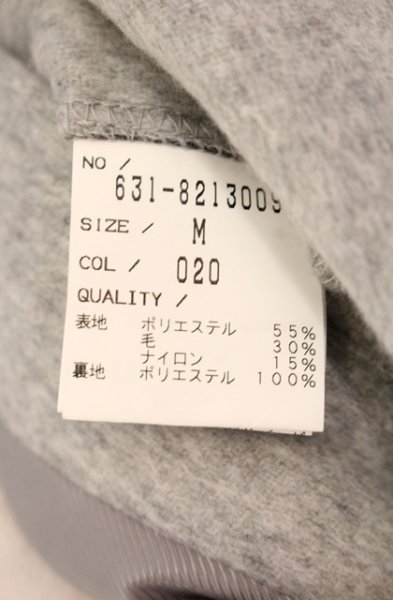 NO /
631-8213009
SIZE / M
COL / 020
QUALITY /
表地 ポリエステル 55%
毛 30%
ナイロン 15%
裏地 ポリエステル 100%